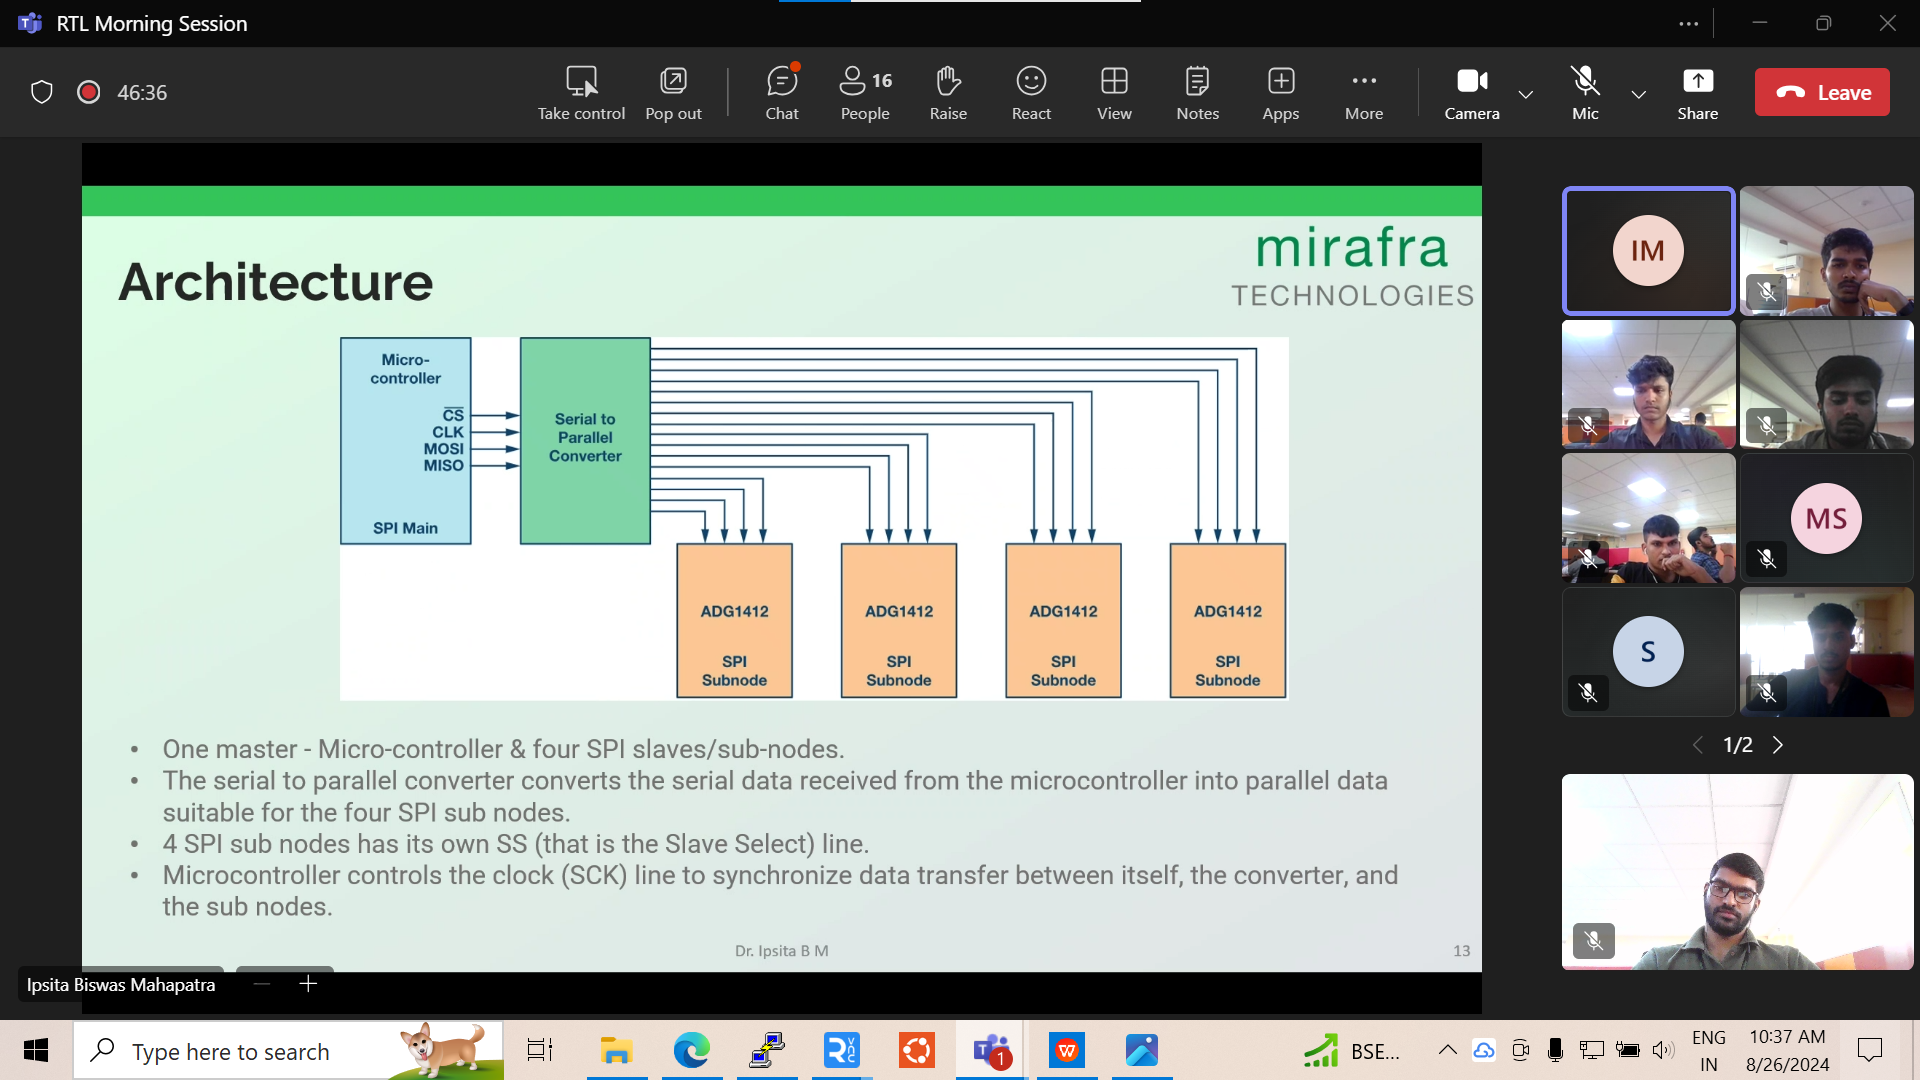 RTL Morning Session
46:36
Take control
Pop out
Chat
People 16
Raise
React
View
Notes
Apps
More
Camera
Mic
Share
Leave
mirafra
TECHNOLOGIES
Architecture
Micro-
controller
CS
CLK
MOSI
MISO
SPI Main
Serial to
Parallel
Converter
ADG1412
SPI
Subnode
ADG1412
SPI
Subnode
ADG1412
SPI
Subnode
ADG1412
SPI
Subnode
• One master - Micro-controller & four SPI slaves/sub-nodes.
• The serial to parallel converter converts the serial data received from the microcontroller into parallel data
suitable for the four SPI sub nodes.
• 4 SPI sub nodes has its own SS (that is the Slave Select) line.
• Microcontroller controls the clock (SCK) line to synchronize data transfer between itself, the converter, and
the sub nodes.
Dr. Ipsita B M
13
Ipsita Biswas Mahapatra
IM
MS
S
1/2
Type here to search
1
BSE...
ENG
IN
10:37 AM
8/26/2024